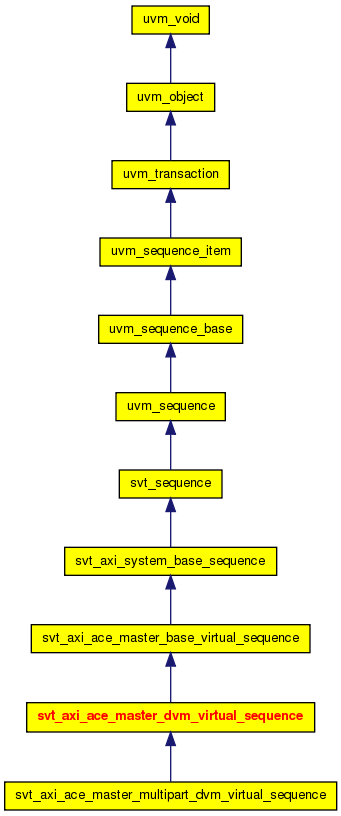 uvm_void
uvm_object
uvm_transaction
uvm_sequence_item
uvm_sequence_base
uvm_sequence
svt_sequence
svt_axi_system_base_sequence
svt_axi_ace_master_base_virtual_sequence
svt_axi_ace_master_dvm_virtual_sequence
svt_axi_ace_master_multipart_dvm_virtual_sequence